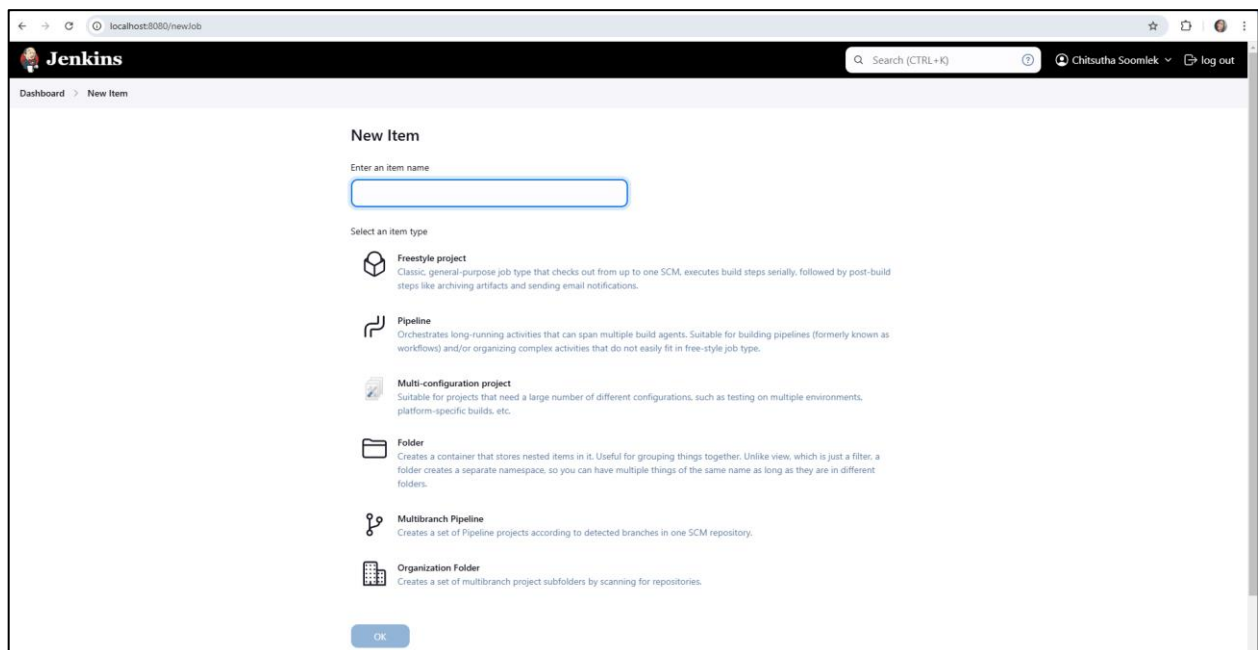 localhost:8080/newJob
Jenkins
Search (CTRL+K)
Chitsutha Soomlek
log out
Dashboard > New Item
New Item
Enter an item name
Select an item type
Freestyle project
Classic, general-purpose job type that checks out from up to one SCM, executes build steps serially, followed by post-build
steps like archiving artifacts and sending email notifications.
Pipeline
Orchestrates long-running activities that can span multiple build agents. Suitable for building pipelines (formerly known as
workflows) and/or organizing complex activities that do not easily fit in free-style job type.
Multi-configuration project
Suitable for projects that need a large number of different configurations, such as testing on multiple environments,
platform-specific builds, etc.
Folder
Creates a container that stores nested items in it. Useful for grouping things together. Unlike view, which is just a filter, a
folder creates a separate namespace, so you can have multiple things of the same name as long as they are in different
folders.
Multibranch Pipeline
Creates a set of Pipeline projects according to detected branches in one SCM repository.
Organization Folder
Creates a set of multibranch project subfolders by scanning for repositories.
OK